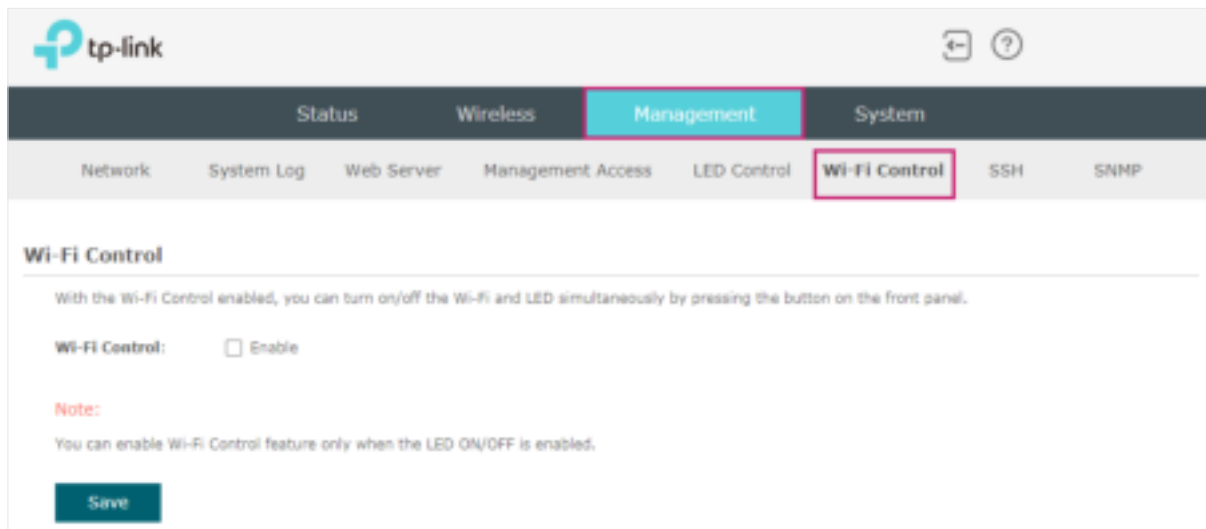 tp-link
Status Wireless Management System
Network System Log Web Server Management Access LED Control Wi-Fi Control SSH SNMP
Wi-Fi Control
With the Wi-Fi Control enabled, you can turn on/off the Wi-Fi and LED simultaneously by pressing the button on the front panel.
Wi-Fi Control: Enable
Note:
You can enable Wi-Fi Control feature only when the LED ON/OFF is enabled.
Save